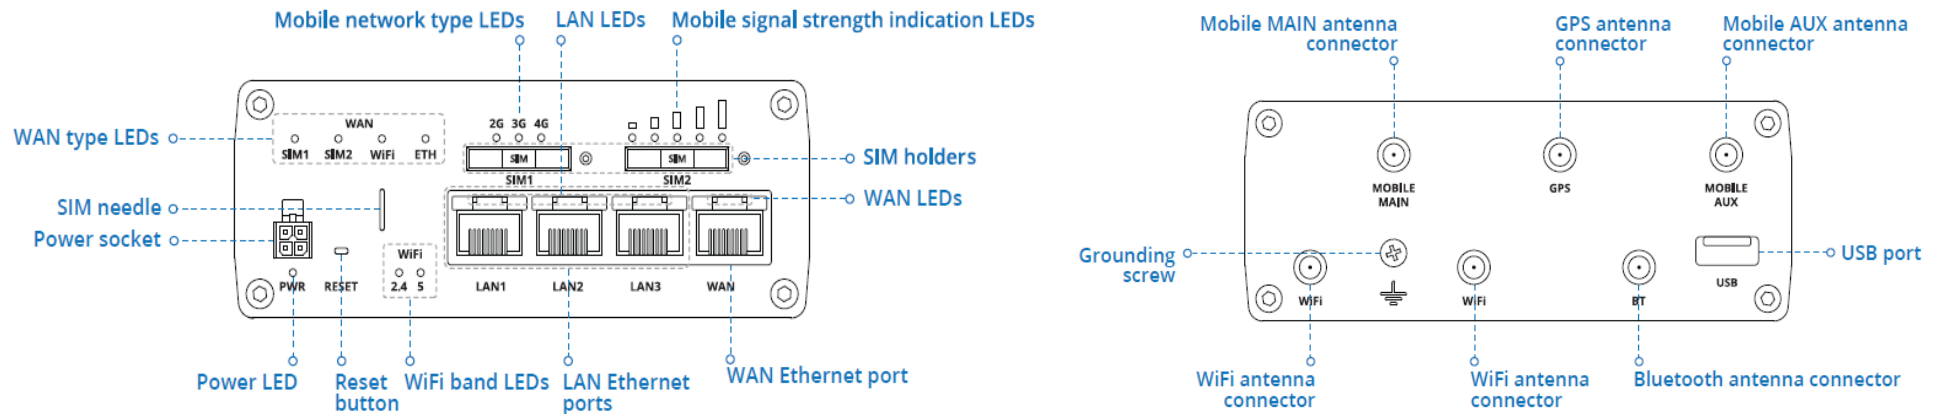 Mobile network type LEDs
LAN LEDs
Mobile signal strength indication LEDs
WAN type LEDs
WAN
SIM1 SIM2 WiFi ETH
2G 3G 4G
SIM
SIM
SIM1
SIM2
SIM holders
WAN LEDs
SIM needle
Power socket
WiFi
2.4 5
PWR
RESET
LAN1
LAN2
LAN3
WAN
Power LED
Reset
button
WiFi band LEDs
LAN Ethernet
ports
WAN Ethernet port
Mobile MAIN antenna
connector
GPS antenna
connector
Mobile AUX antenna
connector
MOBILE
MAIN
GPS
MOBILE
AUX
Grounding
screw
USB port
USB
WiFi
WiFi
BT
WiFi antenna
connector
WiFi antenna
connector
Bluetooth antenna connector